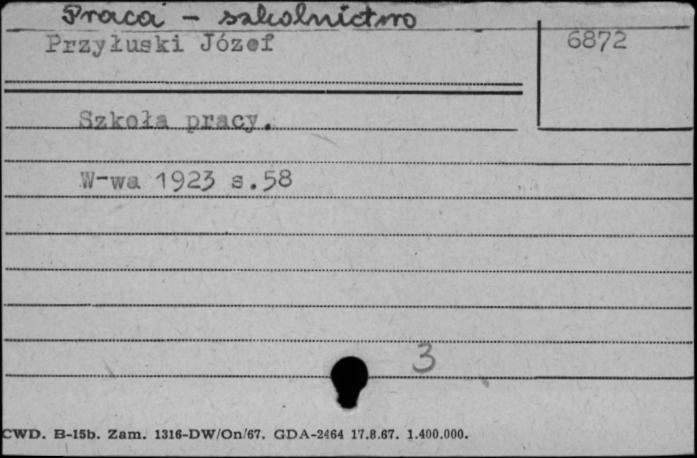 Praca - szkolnictwo
Przyłuski Józef
6872
Szkoła pracy.
W-wa 1923 s.58
3
CWD. B-15b. Zam. 1316-DW/On/67. GDA-2464 17.8.67. 1.400.000.